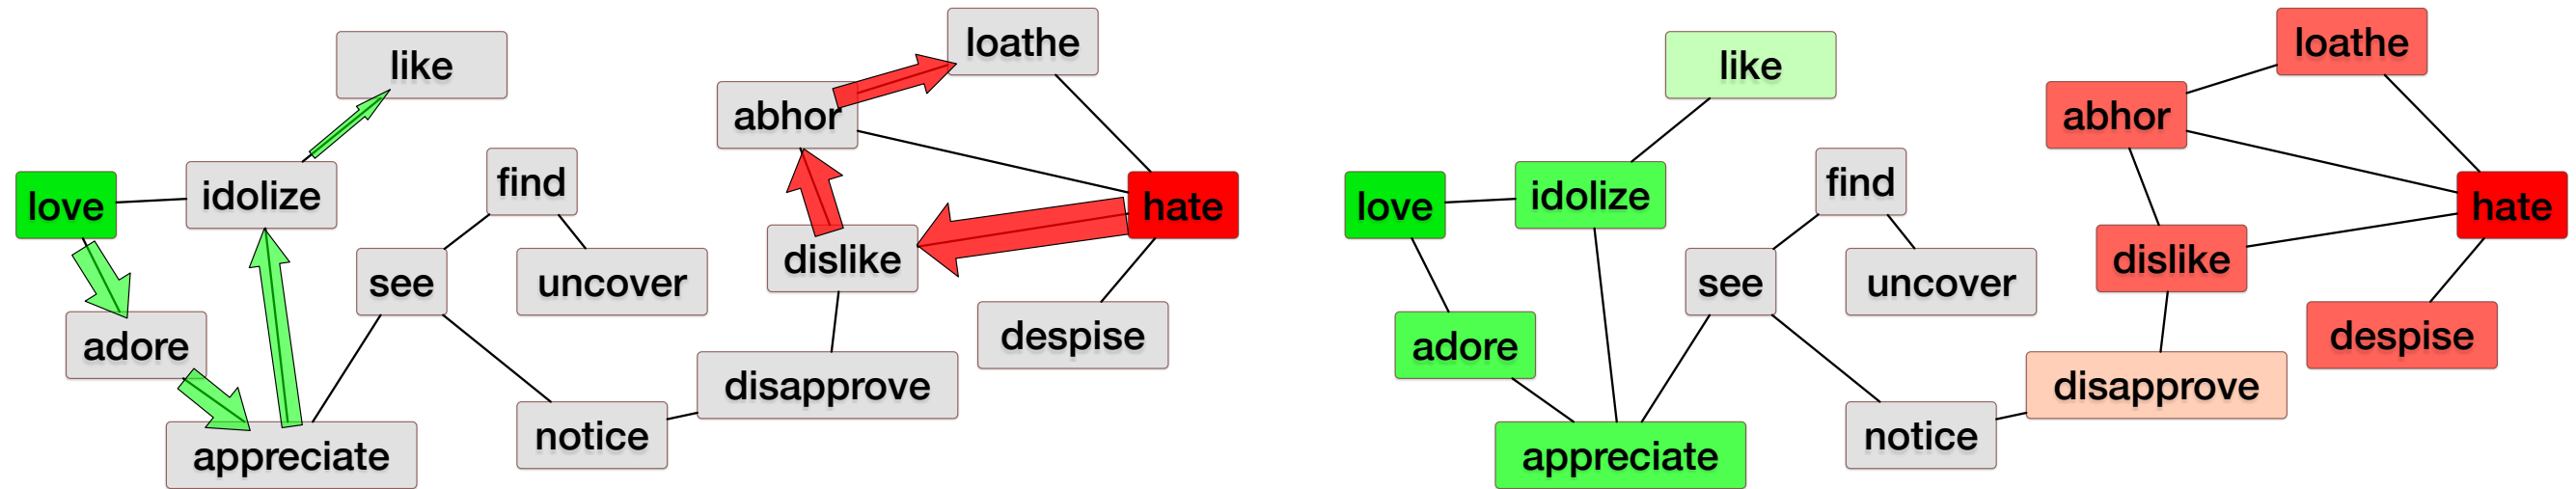 like
loathe
abhor
love
idolize
find
hate
see
uncover
dislike
adore
despise
disapprove
appreciate
notice
like
loathe
abhor
love
idolize
find
hate
see
uncover
dislike
adore
despise
disapprove
appreciate
notice